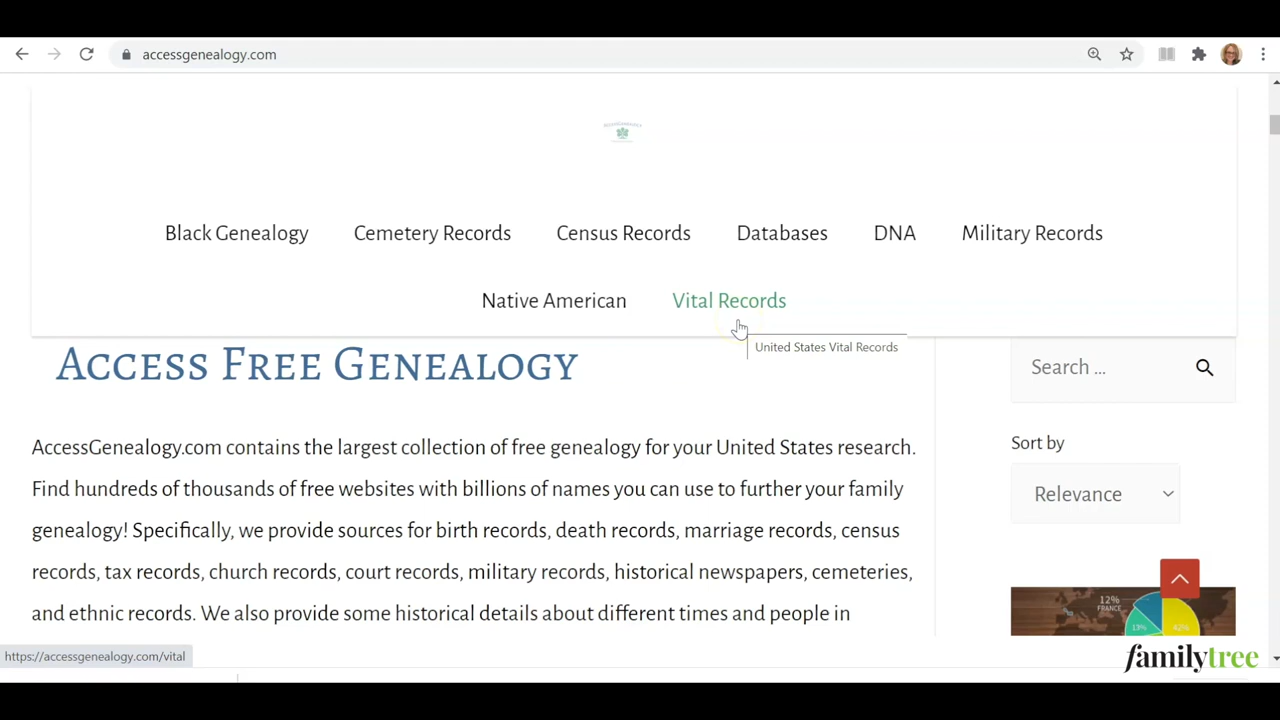 accessgenealogy.com
Black Genealogy Cemetery Records Census Records Databases DNA Military Records
Native American Vital Records
United States Vital Records
ACCESS FREE GENEALOGY
Search ...
AccessGenealogy.com contains the largest collection of free genealogy for your United States research.
Find hundreds of thousands of free websites with billions of names you can use to further your family
genealogy! Specifically, we provide sources for birth records, death records, marriage records, census
records, tax records, church records, court records, military records, historical newspapers, cemeteries,
and ethnic records. We also provide some historical details about different times and people in
Sort by
Relevance
12%
FRANCE
13%
42%
https://accessgenealogy.com/vital
familytree